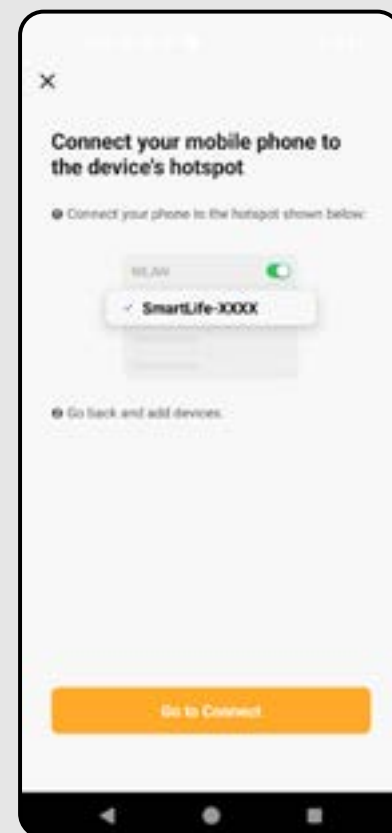 Connect your mobile phone to
the device's hotspot
❶ Connect your phone to the hotspot shown below:
WLAN
SmartLife-XXXX
❷ Go back and add devices.
Go to Connect